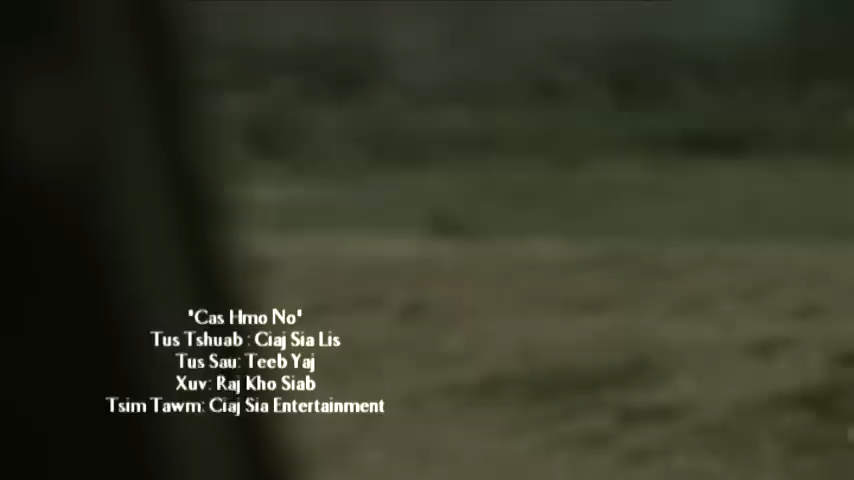 "Cas Hmo No"
Tus Tshuab : Ciaj Sia Lis
Tus Sau: Teeb Yaj
Xuv: Raj Kho Siab
Tsim Tawm: Ciaj Sia Entertainment